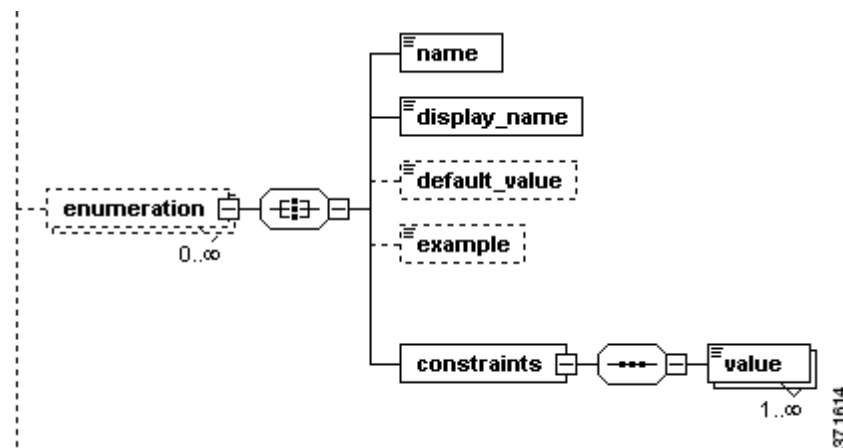 name
display_name
default_value
enumeration
0..∞
example
constraints
value
1..∞
371614